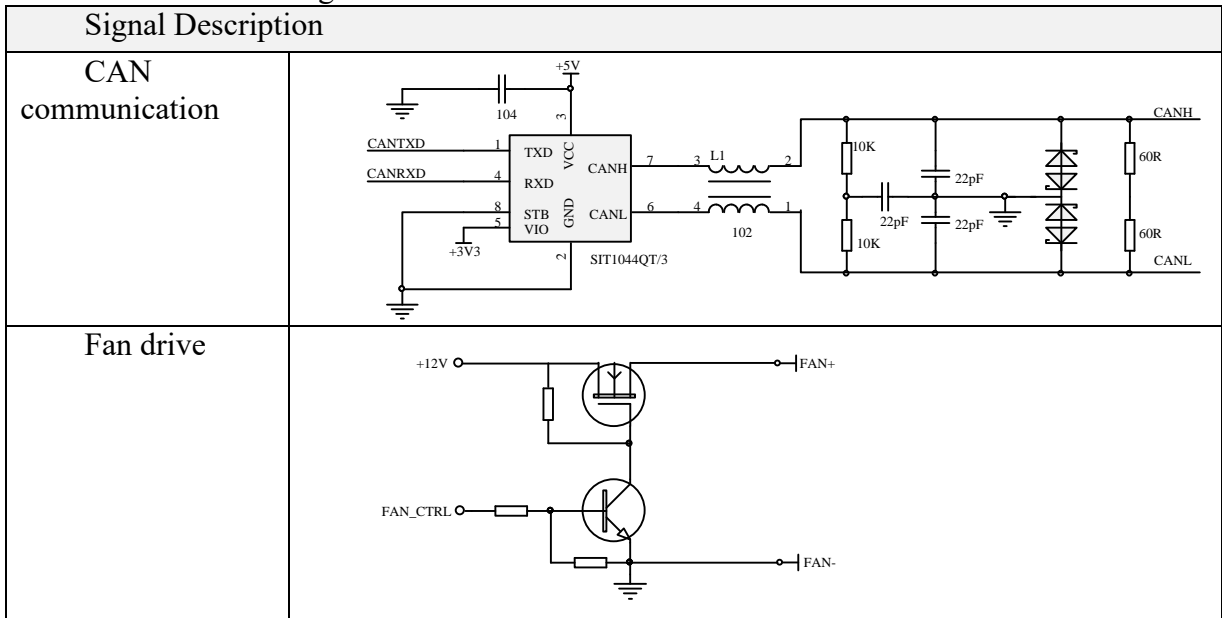 Signal Description
CAN
communication
+5V
104
3
CANTXD
1
TXD
VCC
CANH
7
3
L1
2
CANH
10K
60R
CANRXD
4
RXD
22pF
8
STB
GND
CANL
6
4
1
5
VIO
22pF
22pF
102
10K
60R
+3V3
2
SIT1044QT/3
CANL
Fan drive
+12V
FAN+
FAN_CTRL
FAN-